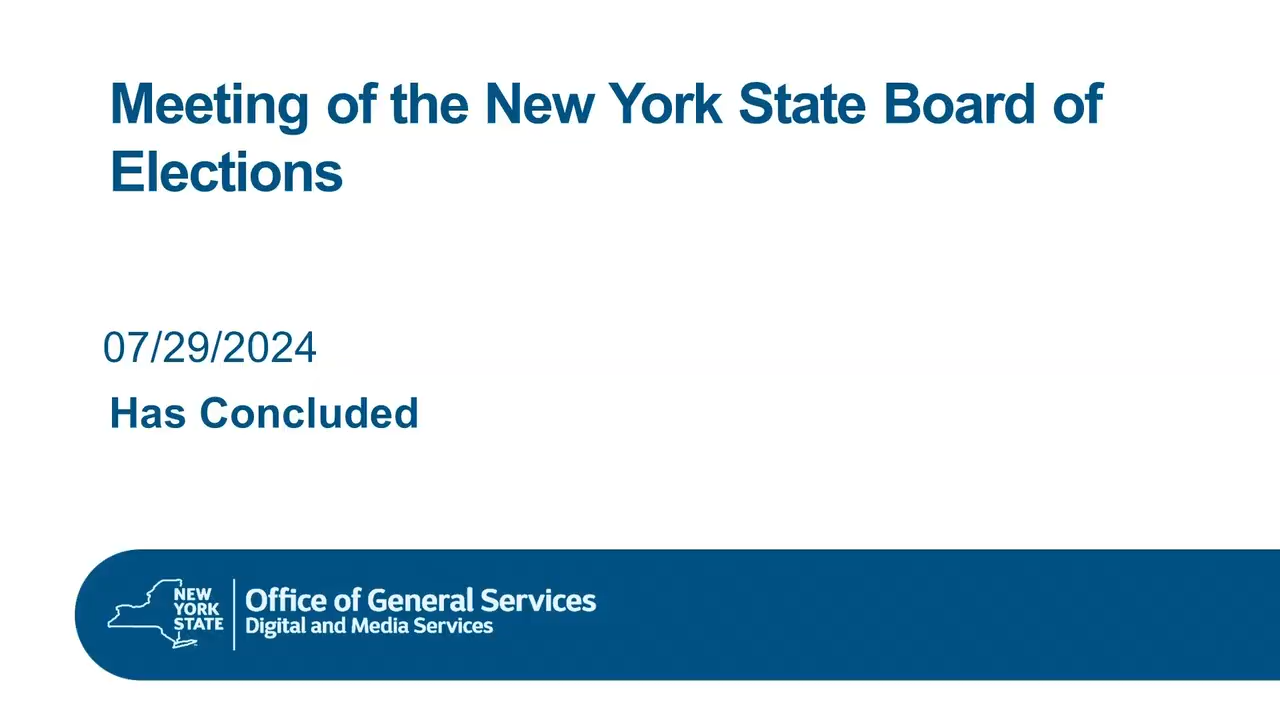 Meeting of the New York State Board of
Elections
07/29/2024
Has Concluded
NEW
YORK
STATE
Office of General Services
Digital and Media Services